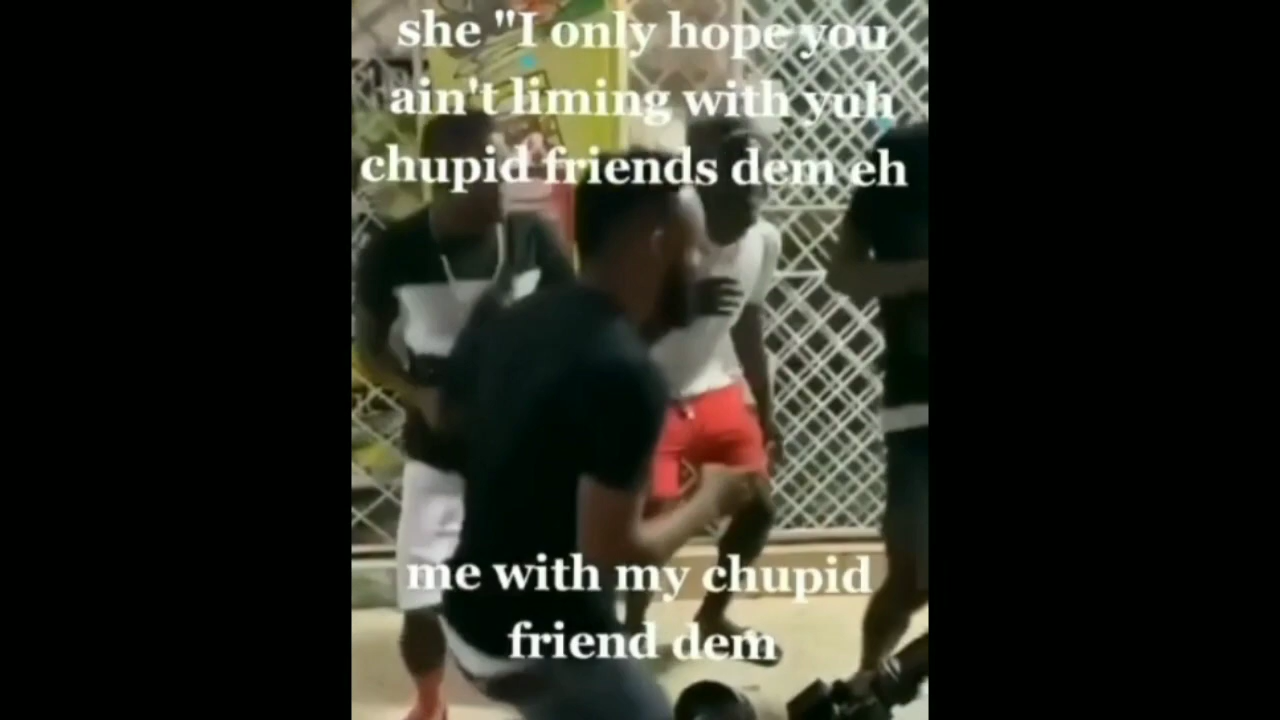 she "I only hope you
ain't liming with yuh
chupid friends dem eh
me with my chupid
friend dem